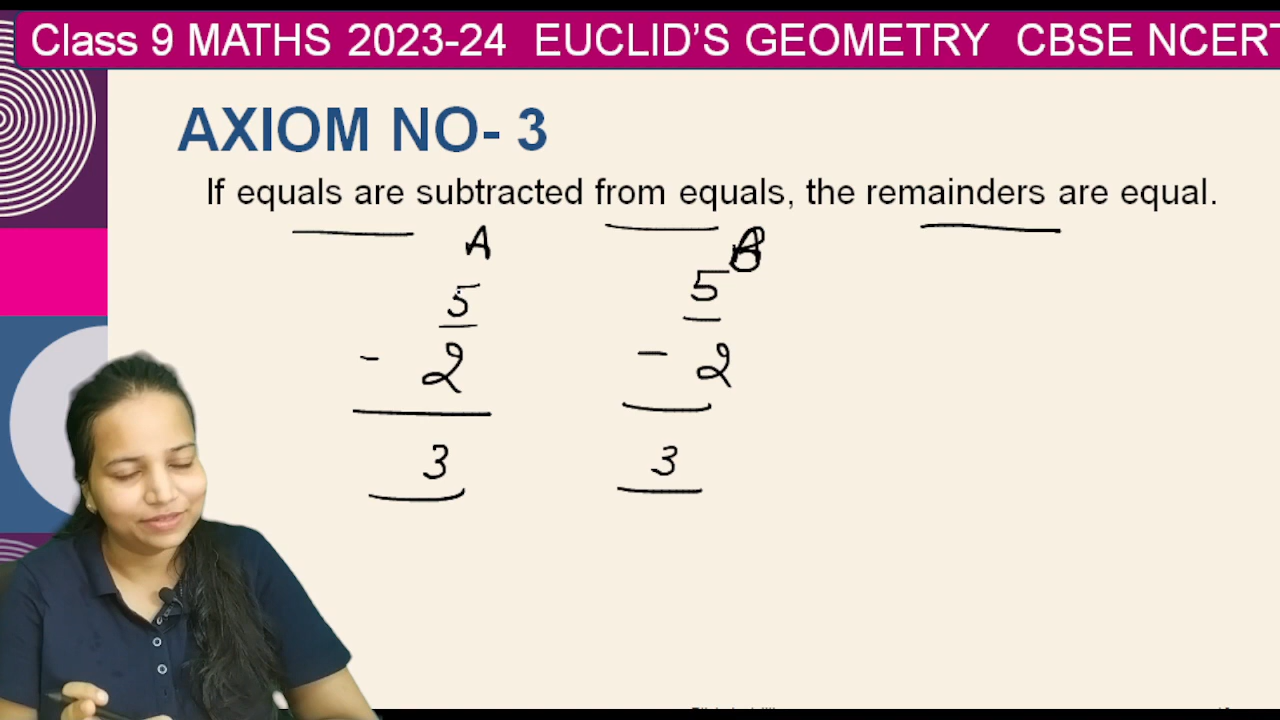 Class 9 MATHS 2023-24 EUCLID'S GEOMETRY CBSE NCERT
AXIOM NO- 3
If equals are subtracted from equals, the remainders are equal.
A B
5 5
- 2 - 2
3 3